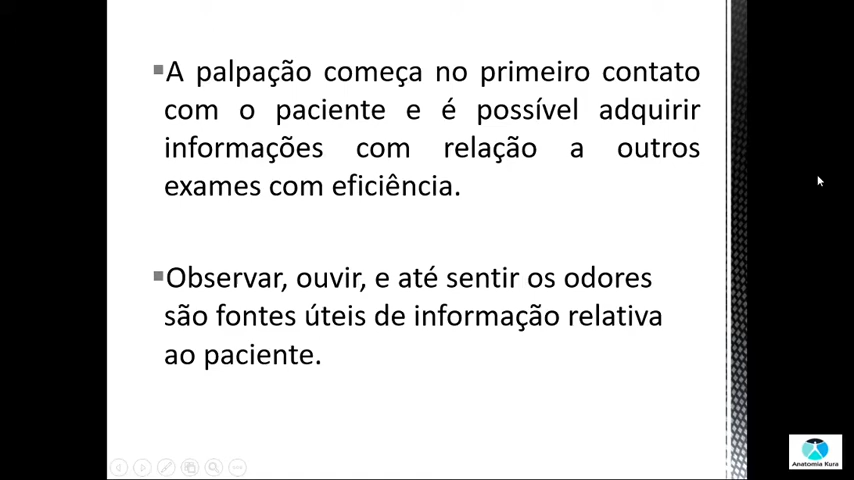 ▪A palpação começa no primeiro contato
com o paciente e é possível adquirir
informações com relação a outros
exames com eficiência.
▪Observar, ouvir, e até sentir os odores
são fontes úteis de informação relativa
ao paciente.
Anatomia Kura